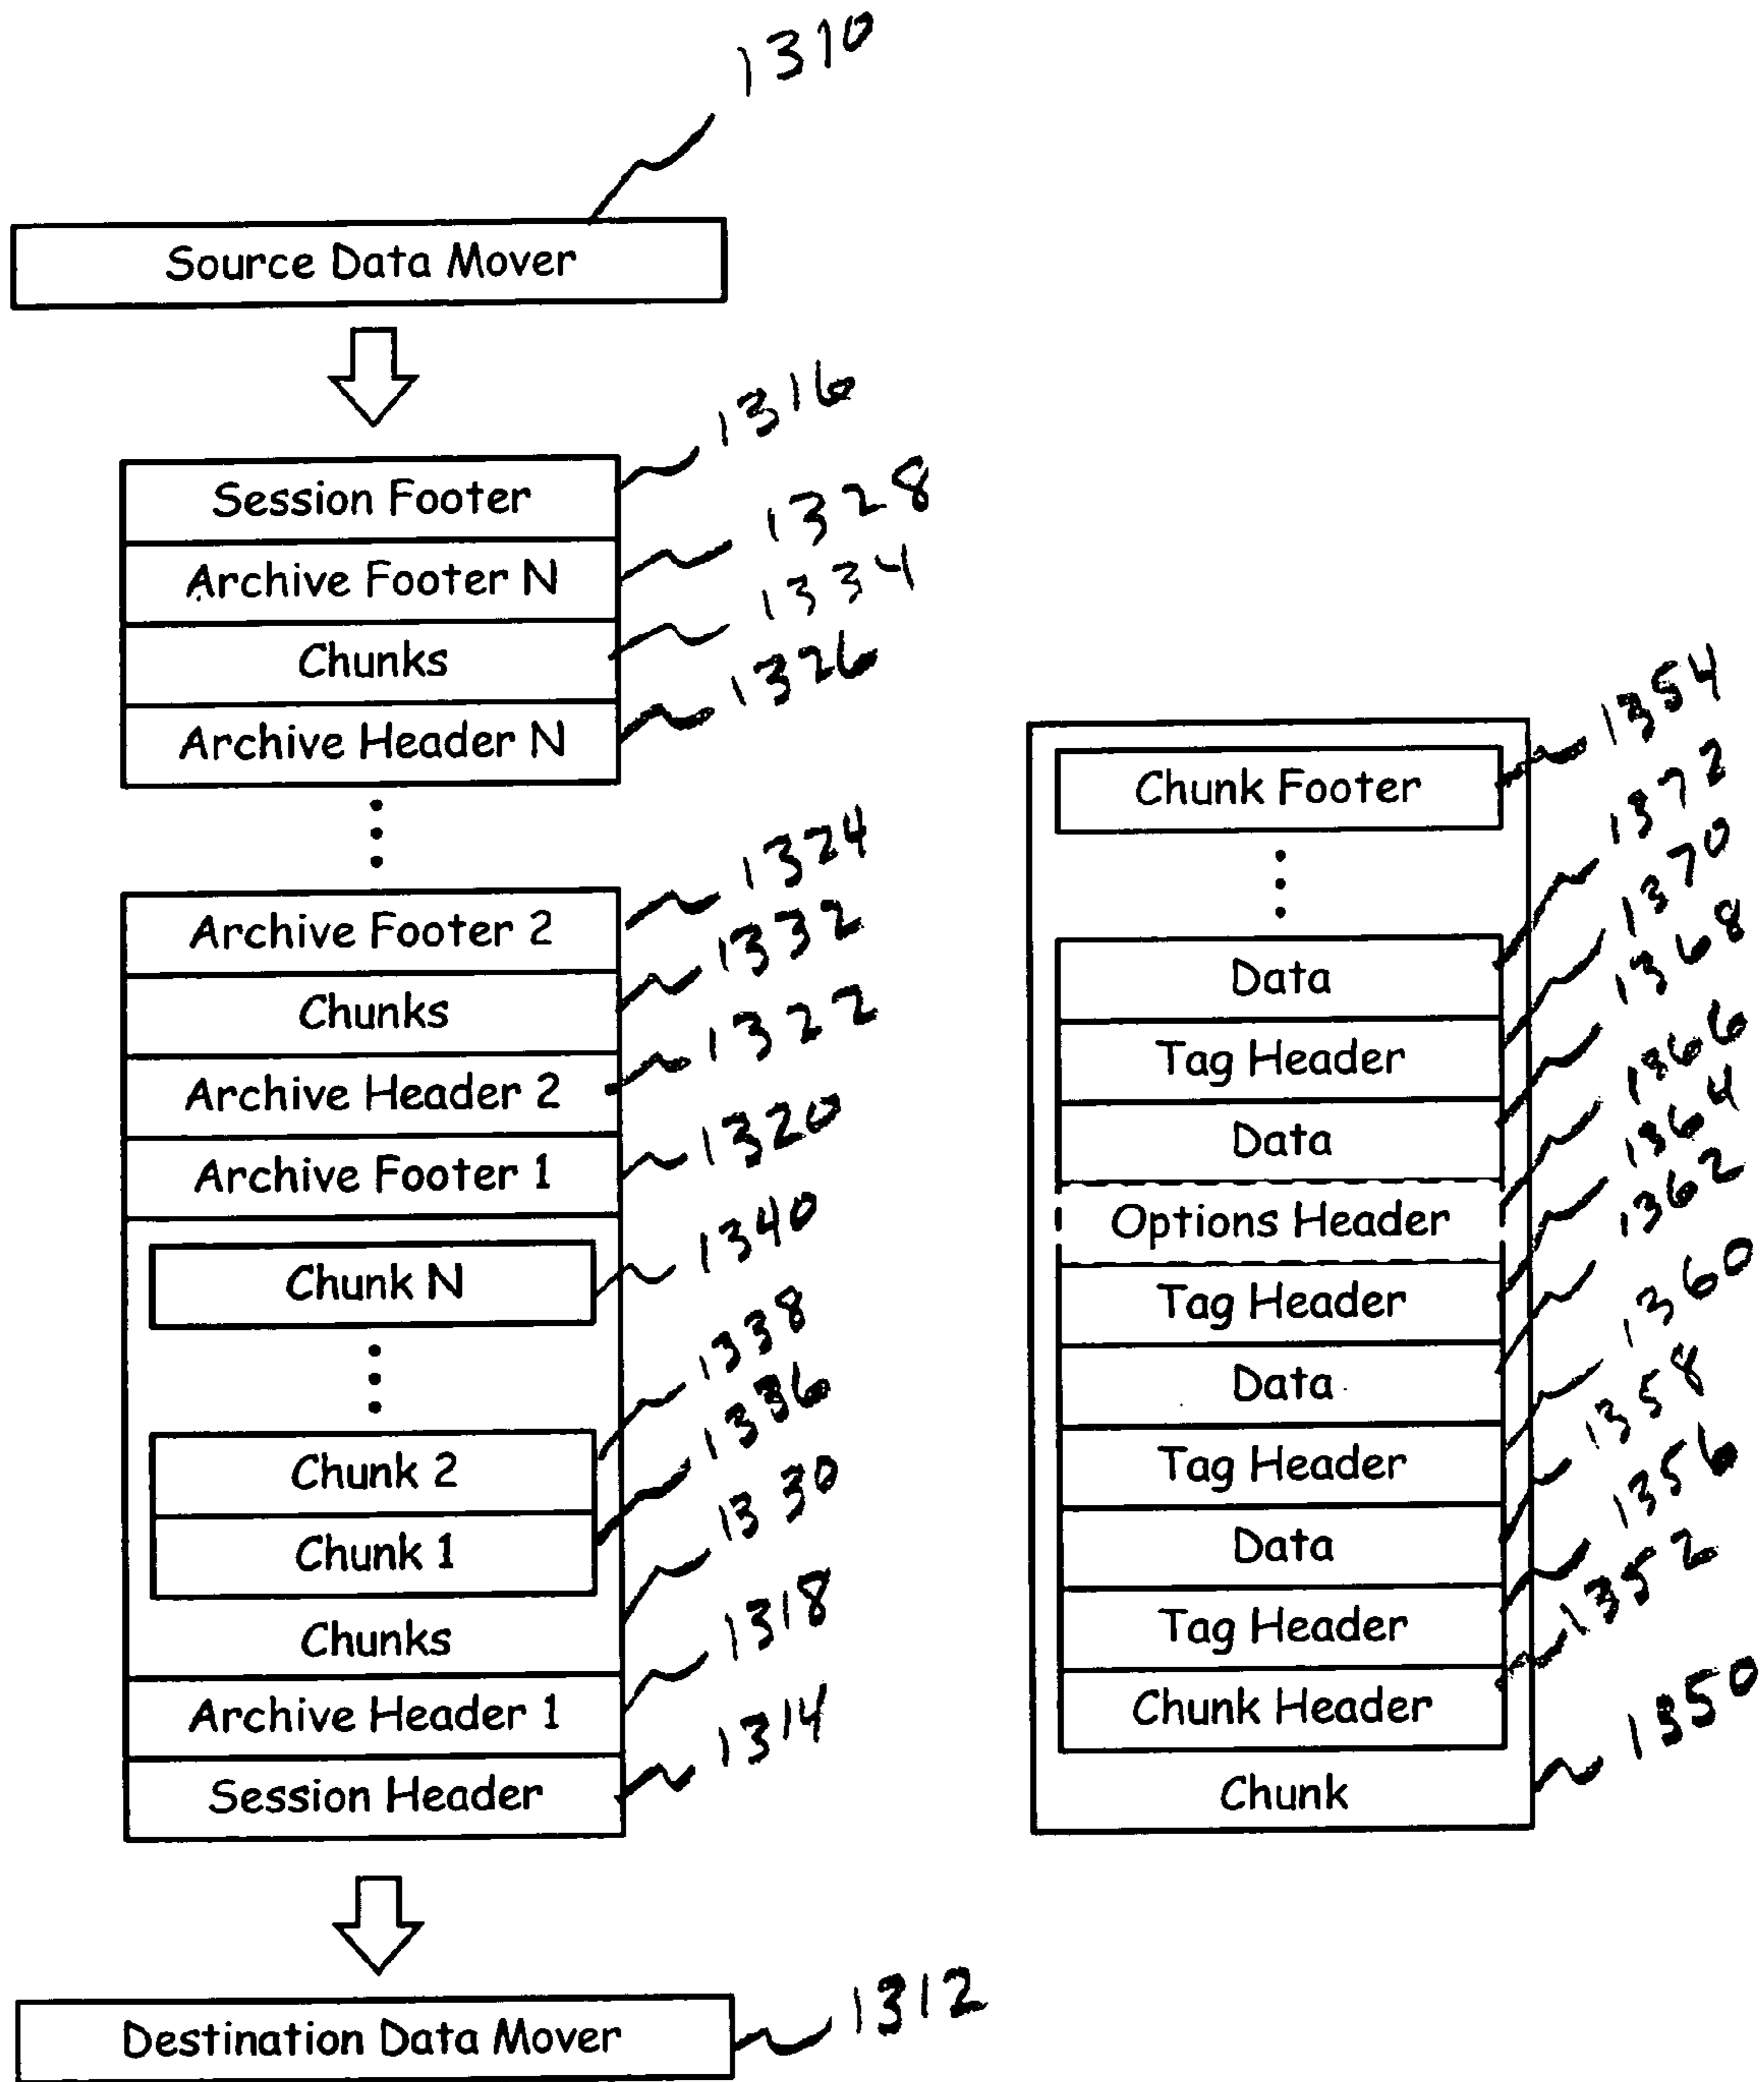 1310
Source Data Mover
1316
Session Footer
1328
Archive Footer N
1334
Chunks
1326
Archive Header N
1324
Archive Footer 2
1332
Chunks
1322
Archive Header 2
1320
Archive Footer 1
1340
Chunk N
1338
Chunk 2
1336
Chunk 1
1330
Chunks
1318
Archive Header 1
1314
Session Header
1312
Destination Data Mover
1354
Chunk Footer
1372
Data
1370
Tag Header
1368
Data
1366
Options Header
1364
Tag Header
1362
Data
1360
Tag Header
1358
Data
1356
Tag Header
1352
Chunk Header
1350
Chunk